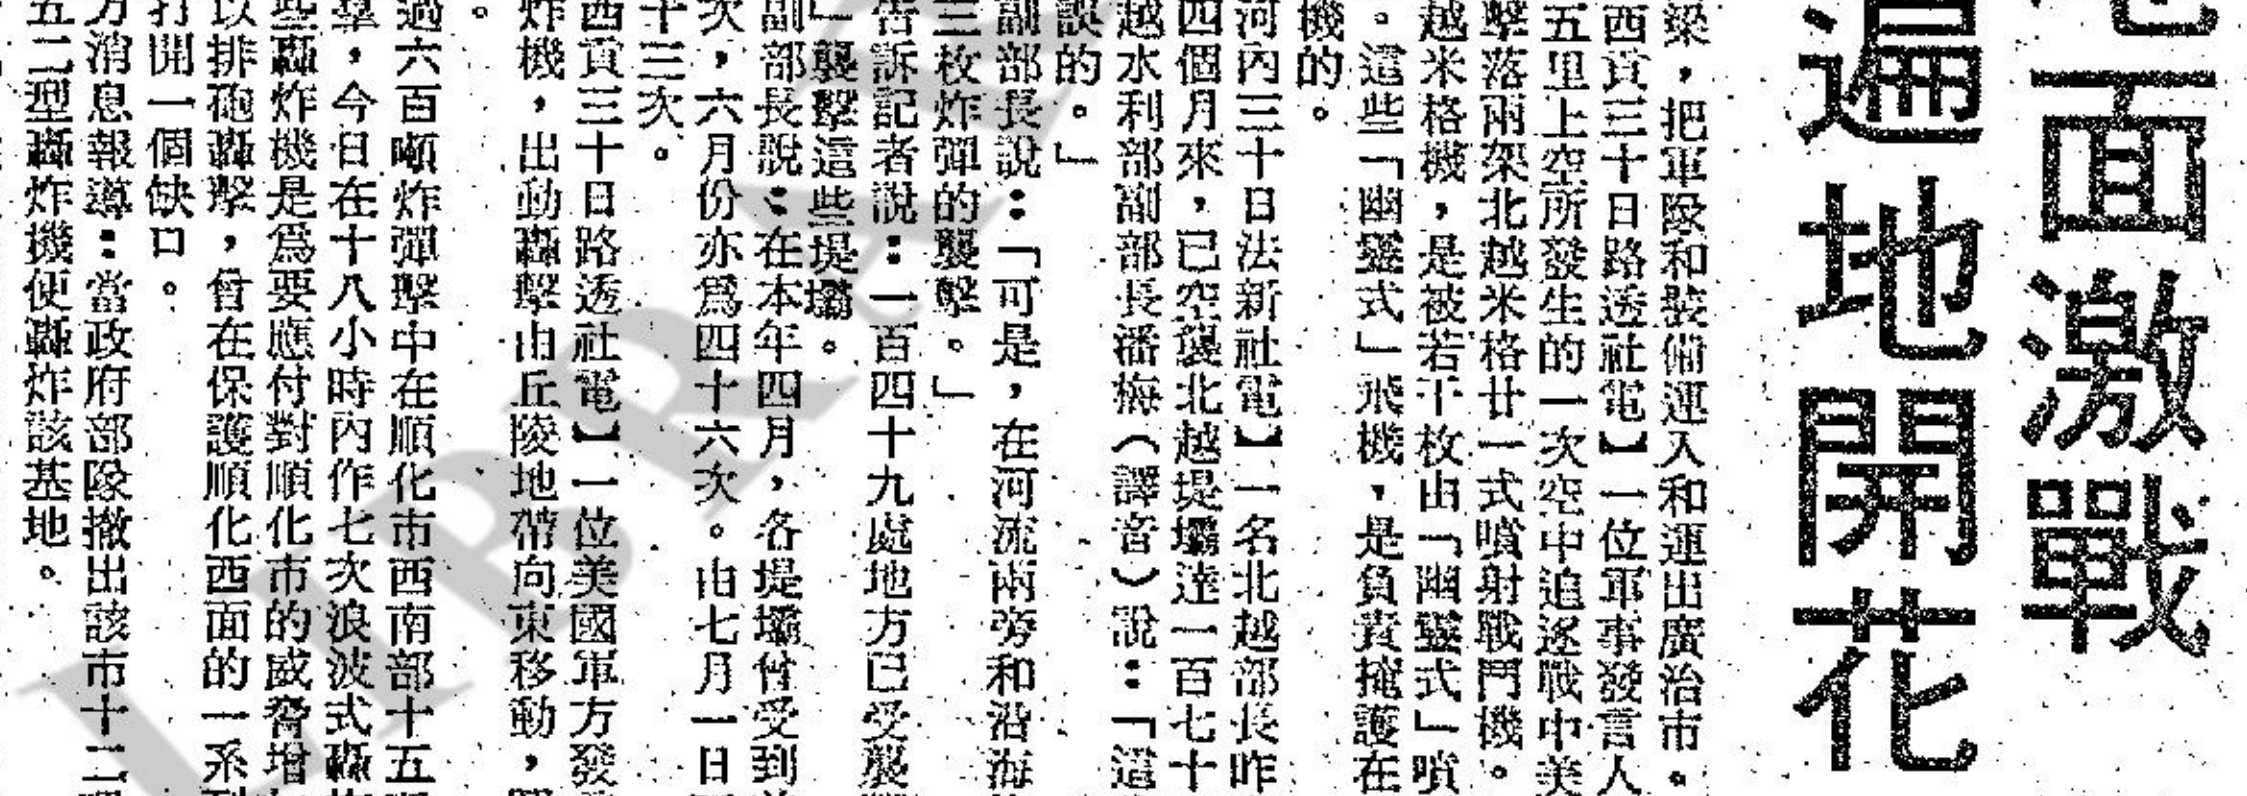 面激戰
遍地開花
梁，把軍隊和裝備運入和運出廣治市。
西貢三十日路透社電】一位軍事發言人
五里上空所發生的一次空中追逐戰中美
擊落兩架北越米格廿一式噴射戰鬥機。
越米格機，是被若干枚由「幽靈式」噴
。這些「幽靈式」飛機，是負責掩護在
機的。
河內三十日法新社電】一名北越部長昨
四個月來，已空襲北越堤壩達一百七十
越水利部副部長潘梅（譯音）說：「這
誤的。」
副部長說：「可是，在河流兩旁和沿海
三枚炸彈的襲擊。」
告訴記者說：一百四十九處地方已受襲
」襲擊這些堤壩。
副部長說：在本年四月，各堤壩曾受到
次，六月份亦爲四十六次。由七月一日
十三次。
西貢三十日路透社電】一位美國軍方發
炸機，出動轟擊由丘陵地帶向東移動，
。
過六百噸炸彈擊中在順化市西南部十五
羣，今日在十八小時內作七次浪波式轟
些轟炸機是爲要應付對順化市的威脅增
以排砲轟擊，曾在保護順化西面的一系
打開一個缺口。
方消息報導：當政府部隊撤出該市十二
五二型轟炸機便轟炸該基地。
LIBRA